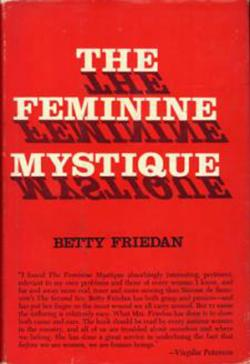 THE
FEMININE
MYSTIQUE
BETTY FRIEDAN
"I found The Feminine Mystique absorbingly interesting, pertinent,
relevant to my own problems and those of every woman I know, and
far and away more real, truer and more moving than Simone de Beau-
voir's The Second Sex. Betty Friedan has both grasp and passion—and
has put her finger on the inner wound we all carry around. But to name
the suffering is relatively easy. What Mrs. Friedan has done is to show
both cause and cure. The book should be read by every serious woman
in the country, and all of us are troubled about ourselves and where
we belong. She has done a great service in underlining the fact that
before we are women, we are human beings."
—Virgilia Peterson